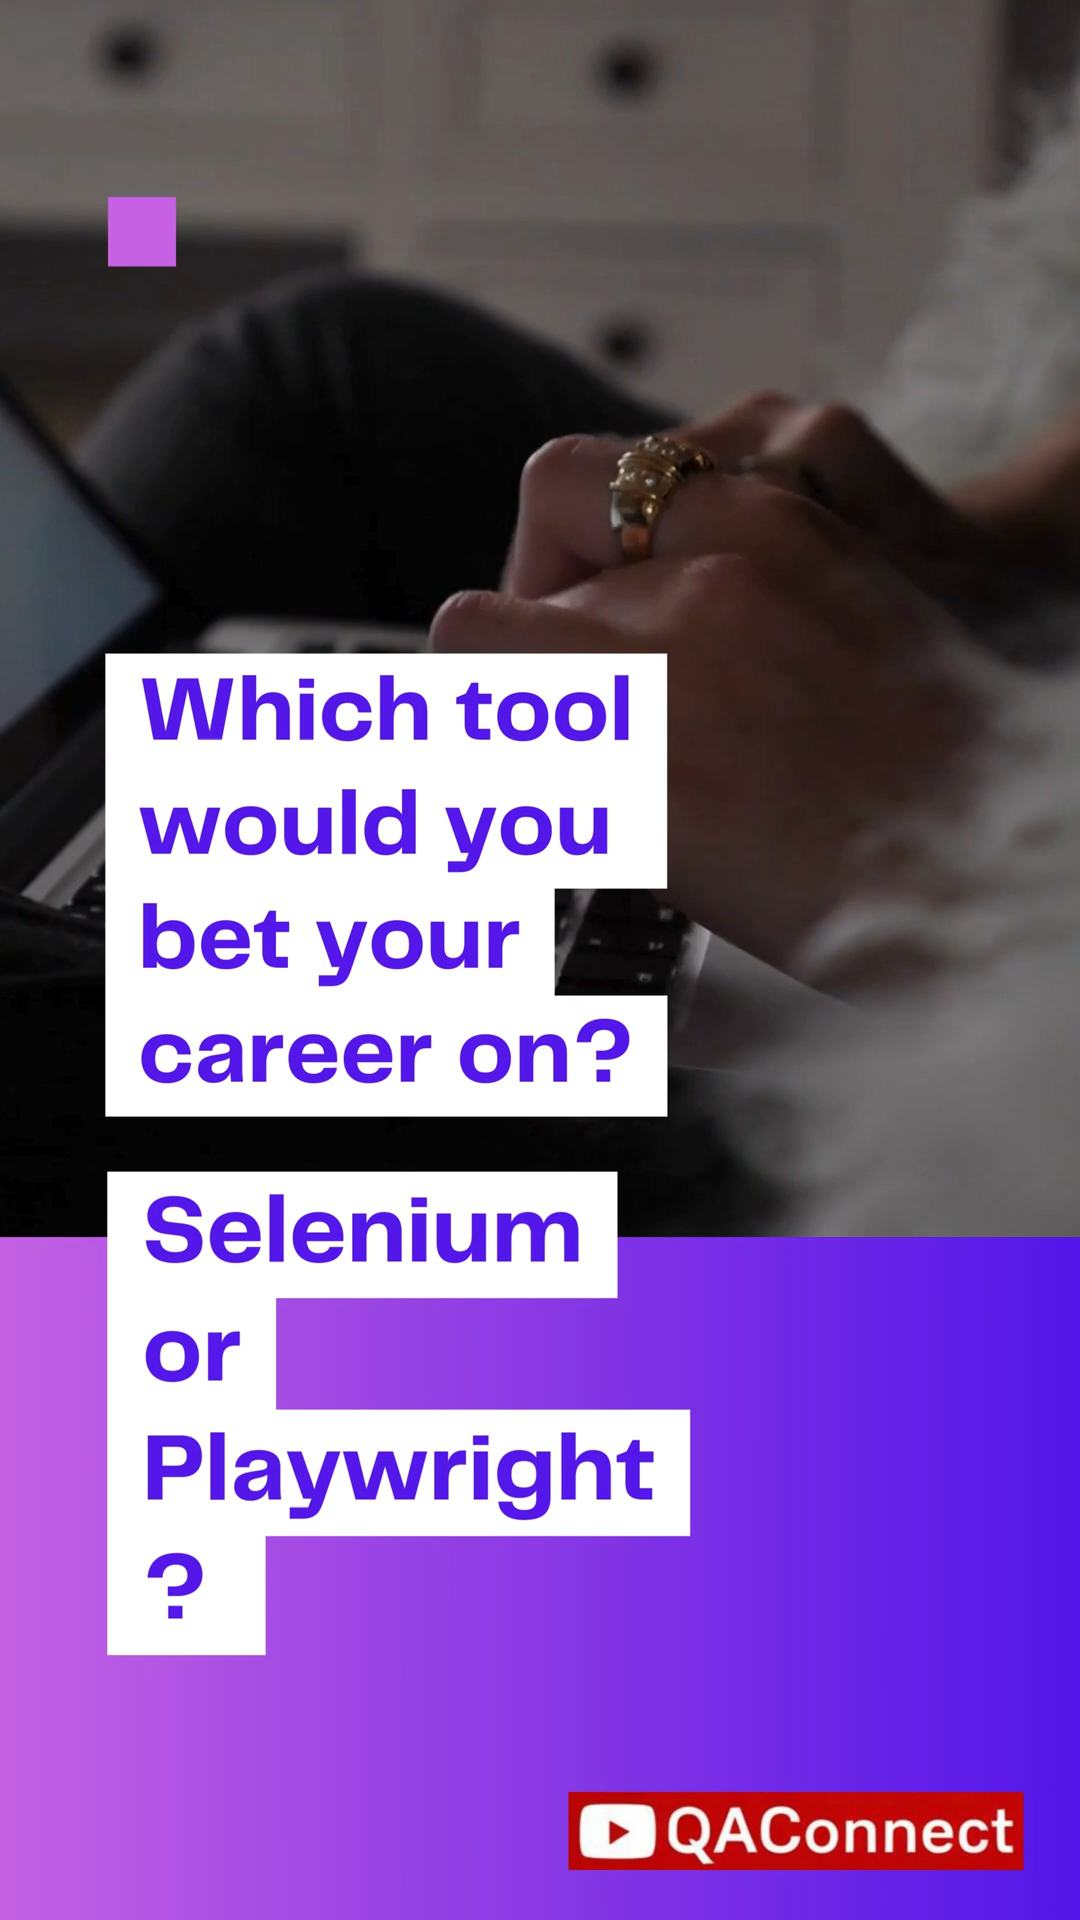 Which tool
would you
bet your
career on?
Selenium
or
Playwright
?
QAConnect